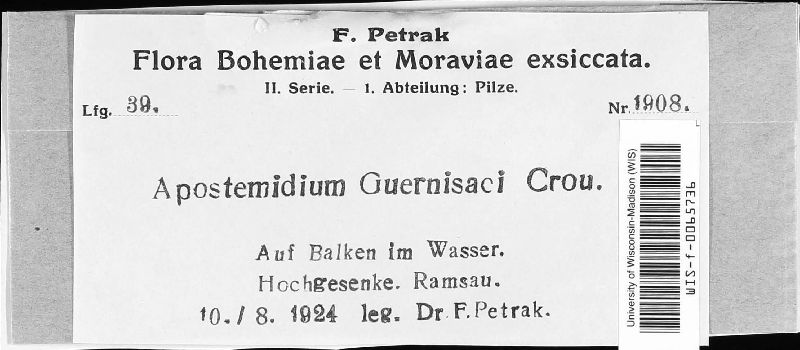 F. Petrak
Flora Bohemiae et Moraviae exsiccata.
II. Serie. — 1. Abteilung: Pilze.
Lfg. 39.
Nr. 1908.
Apostemidium Guernisaci Crou.
Auf Balken im Wasser.
Hochgesenke. Ramsau.
10. / 8. 1924 leg. Dr. F. Petrak.
University of Wisconsin-Madison (WIS)
WIS-f-0065736